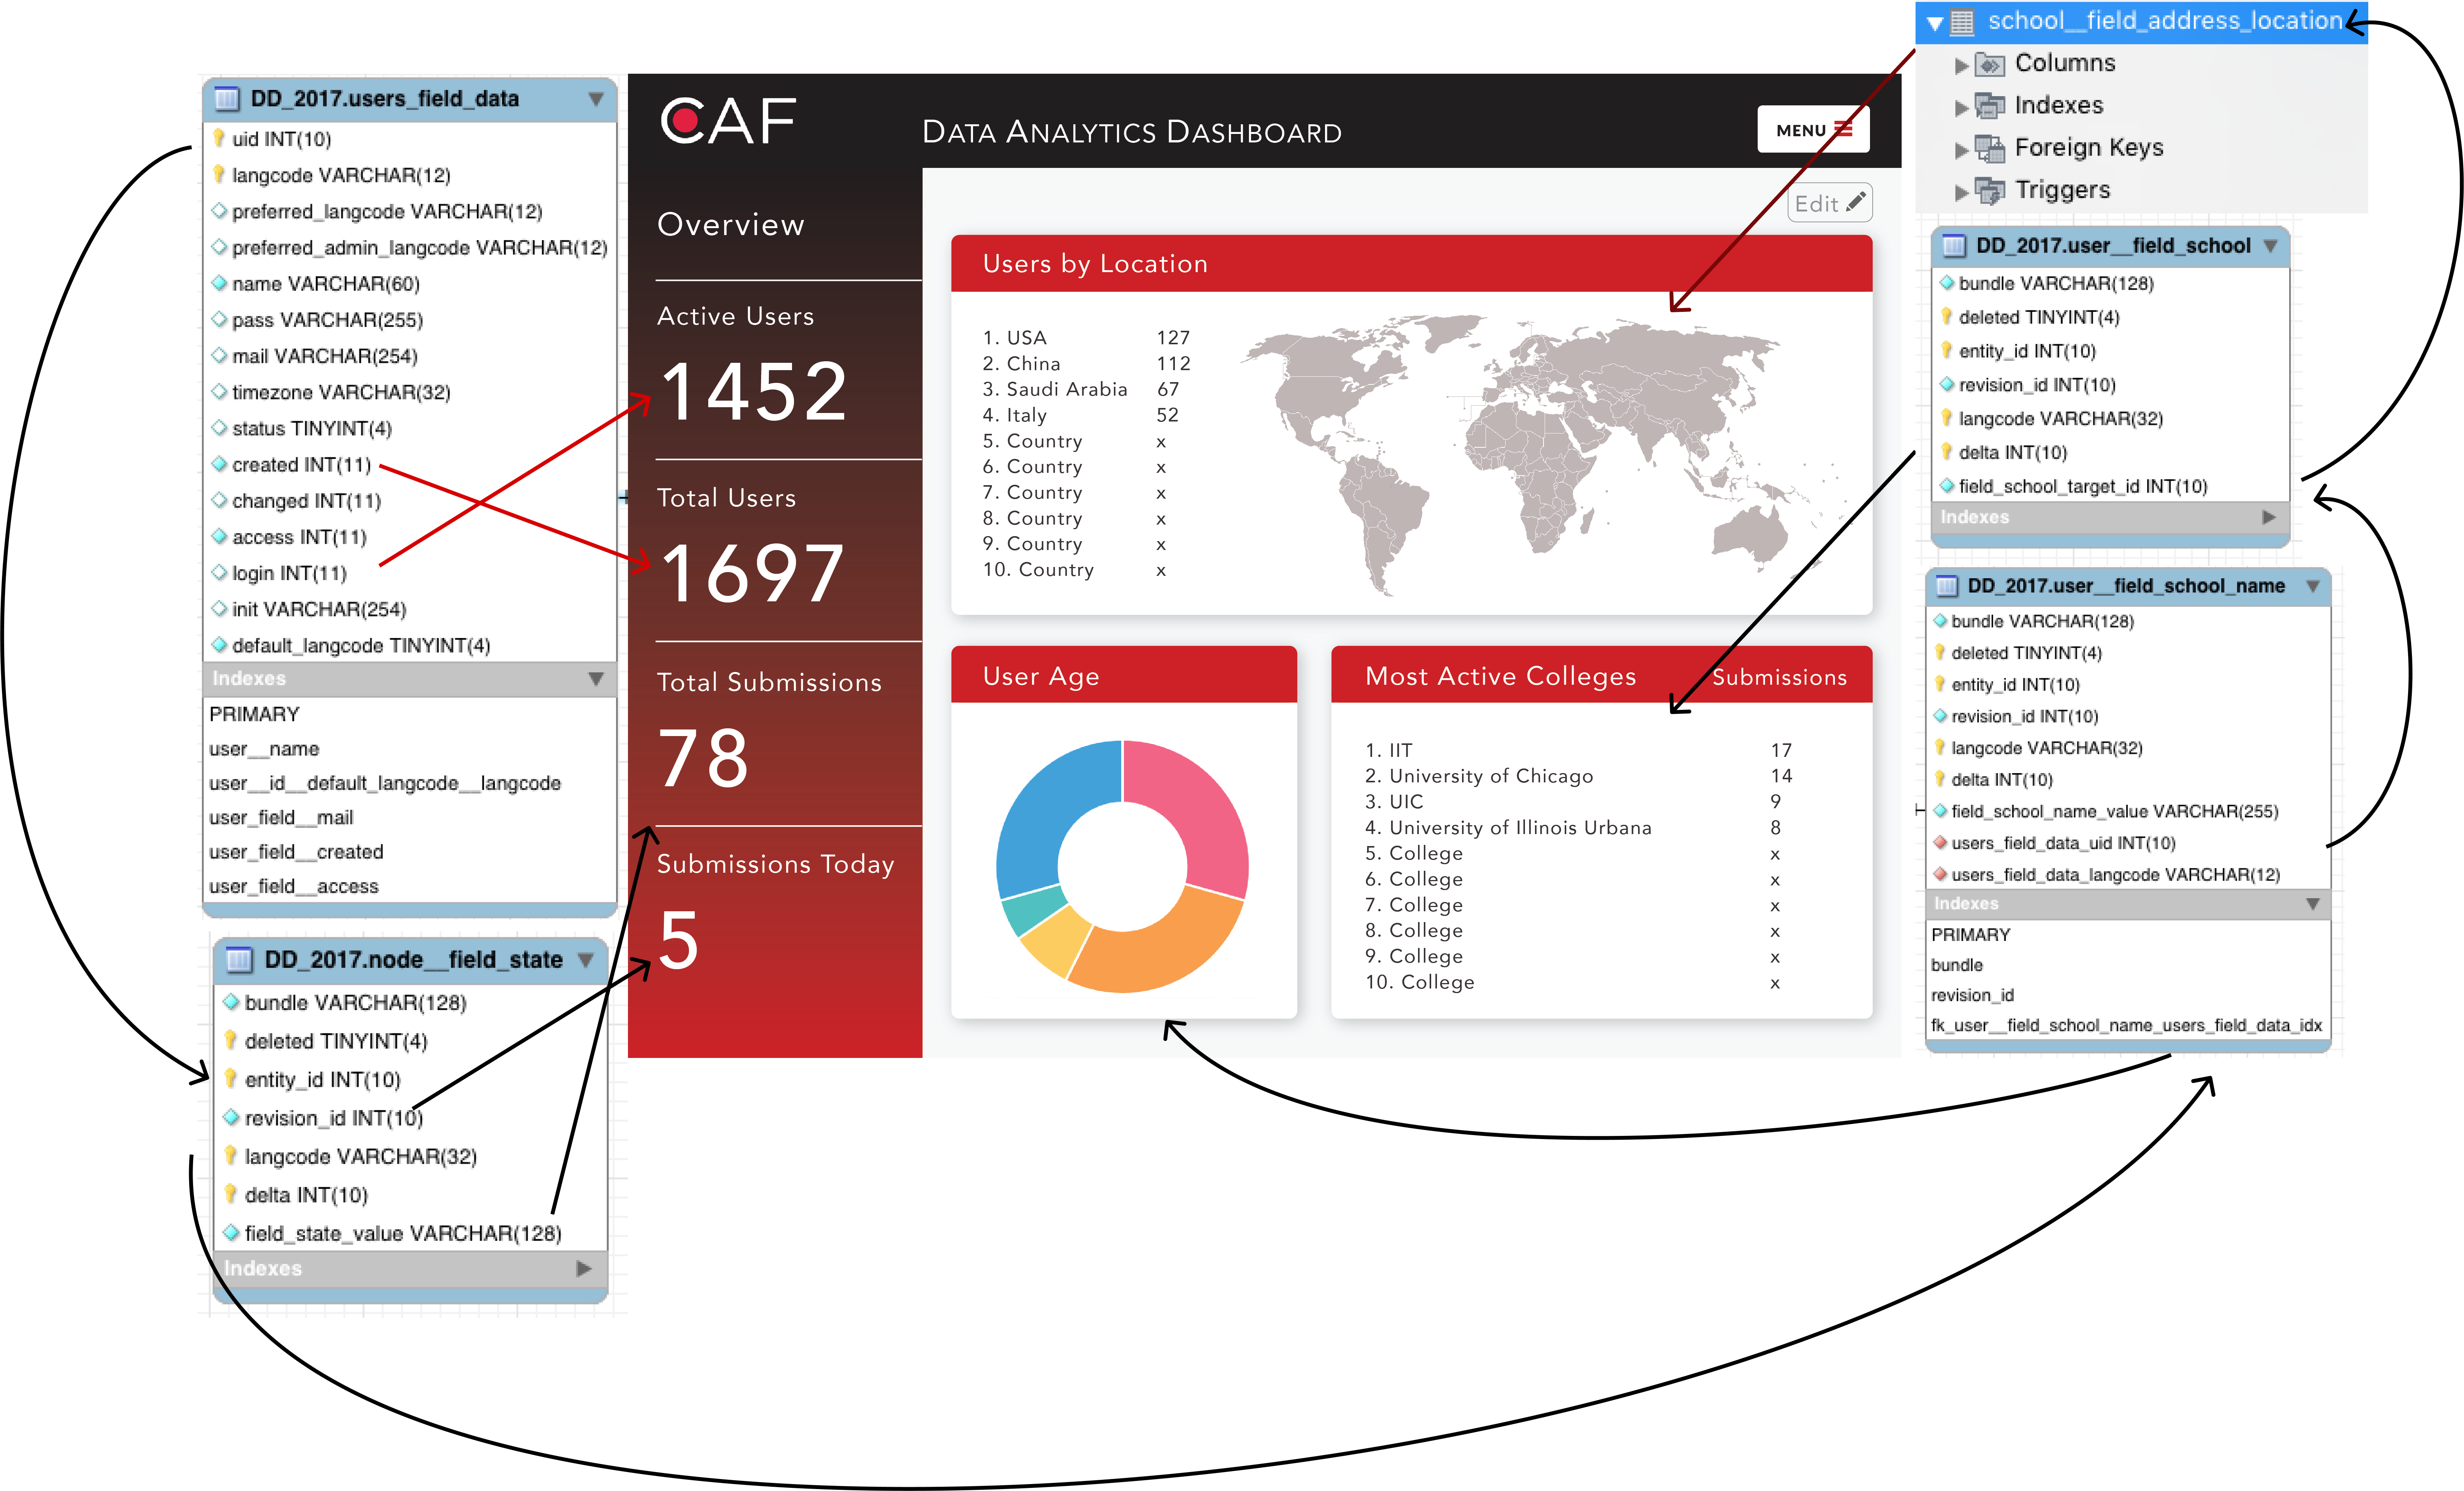 DD_2017.users_field_data
uid INT(10)
langcode VARCHAR(12)
preferred_langcode VARCHAR(12)
preferred_admin_langcode VARCHAR(12)
name VARCHAR(60)
pass VARCHAR(255)
mail VARCHAR(254)
timezone VARCHAR(32)
status TINYINT(4)
created INT(11)
changed INT(11)
access INT(11)
login INT(11)
init VARCHAR(254)
default_langcode TINYINT(4)
Indexes
PRIMARY
user__name
user__id__default_langcode__langcode
user_field__mail
user_field__created
user_field__access
DD_2017.node__field_state
bundle VARCHAR(128)
deleted TINYINT(4)
entity_id INT(10)
revision_id INT(10)
langcode VARCHAR(32)
delta INT(10)
field_state_value VARCHAR(128)
Indexes
CAF
DATA ANALYTICS DASHBOARD
MENU
Overview
Active Users
1452
Total Users
1697
Total Submissions
78
Submissions Today
5
Edit
Users by Location
1. USA 127
2. China 112
3. Saudi Arabia 67
4. Italy 52
5. Country x
6. Country x
7. Country x
8. Country x
9. Country x
10. Country x
User Age
Most Active Colleges Submissions
1. IIT 17
2. University of Chicago 14
3. UIC 9
4. University of Illinois Urbana 8
5. College x
6. College x
7. College x
8. College x
9. College x
10. College x
school__field_address_location
Columns
Indexes
Foreign Keys
Triggers
DD_2017.user__field_school
bundle VARCHAR(128)
deleted TINYINT(4)
entity_id INT(10)
revision_id INT(10)
langcode VARCHAR(32)
delta INT(10)
field_school_target_id INT(10)
Indexes
DD_2017.user__field_school_name
bundle VARCHAR(128)
deleted TINYINT(4)
entity_id INT(10)
revision_id INT(10)
langcode VARCHAR(32)
delta INT(10)
field_school_name_value VARCHAR(255)
users_field_data_uid INT(10)
users_field_data_langcode VARCHAR(12)
Indexes
PRIMARY
bundle
revision_id
fk_user__field_school_name_users_field_data_idx